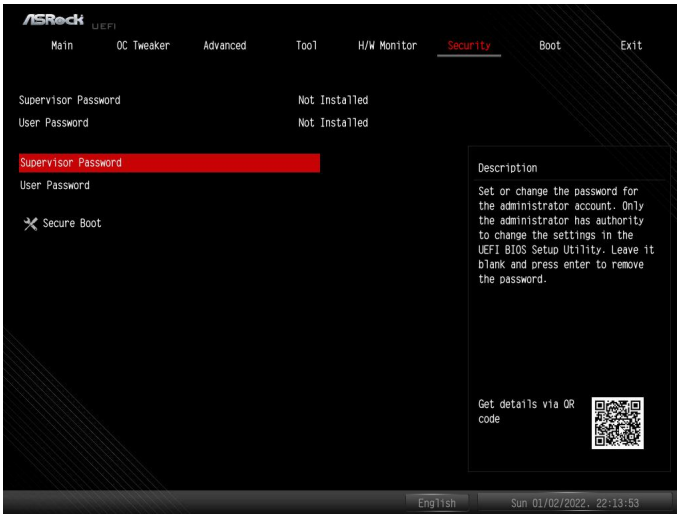 ASRock UEFI
Main OC Tweaker Advanced Tool H/W Monitor Security Boot Exit
Supervisor Password Not Installed
User Password Not Installed
Supervisor Password
User Password
Secure Boot
Description
Set or change the password for
the administrator account. Only
the administrator has authority
to change the settings in the
UEFI BIOS Setup Utility. Leave it
blank and press enter to remove
the password.
Get details via QR
code
English Sun 01/02/2022. 22:13:53